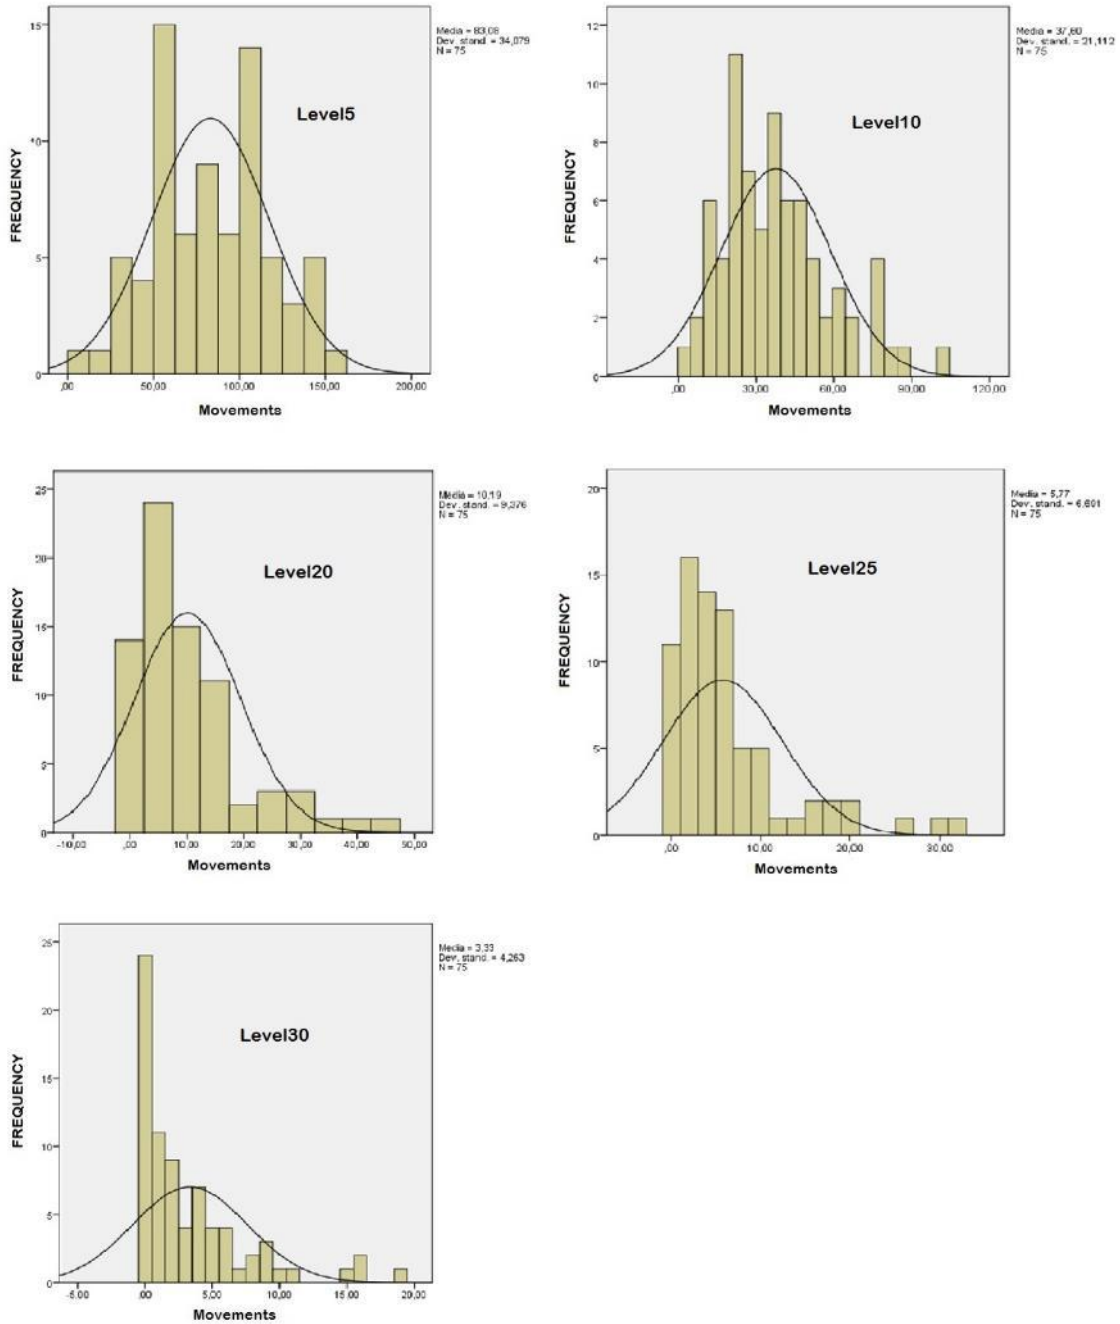 Media = 83,08
Dev. stand. = 34,079
N = 75
Level5
FREQUENCY
15
10
5
0
,00 50,00 100,00 150,00 200,00
Movements
Media = 37,60
Dev. stand. = 21,112
N = 75
Level10
FREQUENCY
12
10
8
6
4
2
0
,00 30,00 60,00 90,00 120,00
Movements
Media = 10,19
Dev. stand. = 9,376
N = 75
Level20
FREQUENCY
25
20
15
10
5
0
-10,00 ,00 10,00 20,00 30,00 40,00 50,00
Movements
Media = 5,77
Dev. stand. = 6,691
N = 75
Level25
FREQUENCY
20
15
10
5
0
,00 10,00 20,00 30,00
Movements
Media = 3,33
Dev. stand. = 4,263
N = 75
Level30
FREQUENCY
25
20
15
10
5
0
-5,00 ,00 5,00 10,00 15,00 20,00
Movements